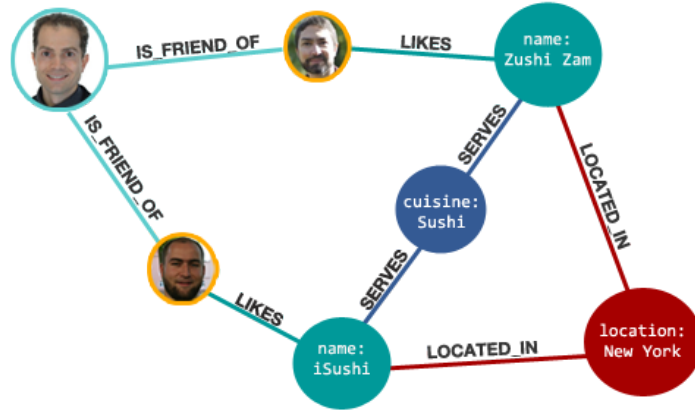 IS_FRIEND_OF
LIKES
name:
Zushi Zam
IS_FRIEND_OF
SERVES
LOCATED_IN
cuisine:
Sushi
SERVES
LIKES
name:
iSushi
LOCATED_IN
location:
New York